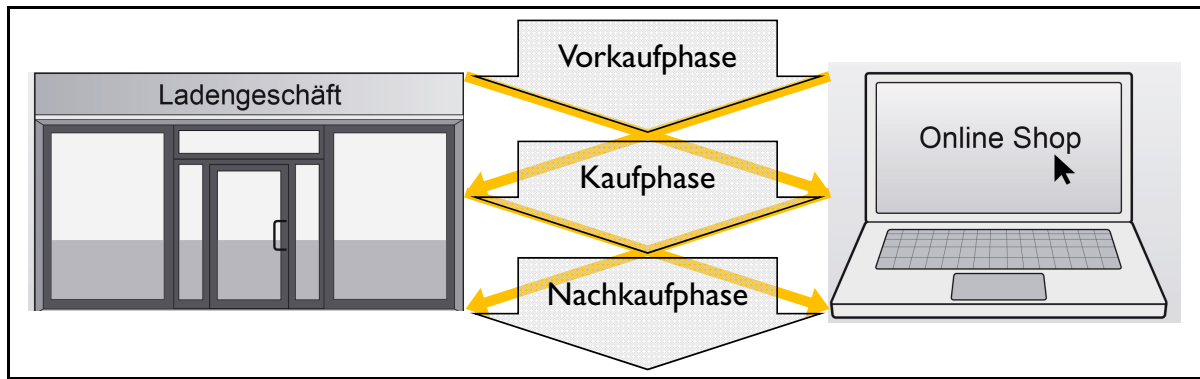 Vorkaufphase
Ladengeschäft
Online Shop
Kaufphase
Nachkaufphase